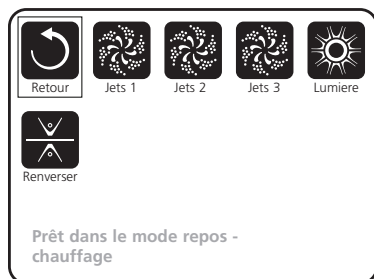 Retour
Jets 1
Jets 2
Jets 3
Lumiere
Renverser
Prêt dans le mode repos -
chauffage